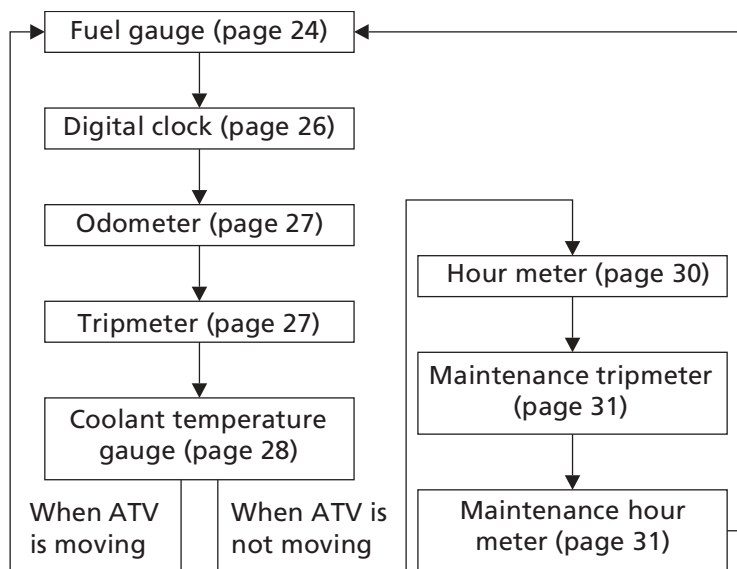 Fuel gauge (page 24)
Digital clock (page 26)
Odometer (page 27)
Tripmeter (page 27)
Coolant temperature
gauge (page 28)
When ATV
is moving
When ATV is
not moving
Hour meter (page 30)
Maintenance tripmeter
(page 31)
Maintenance hour
meter (page 31)